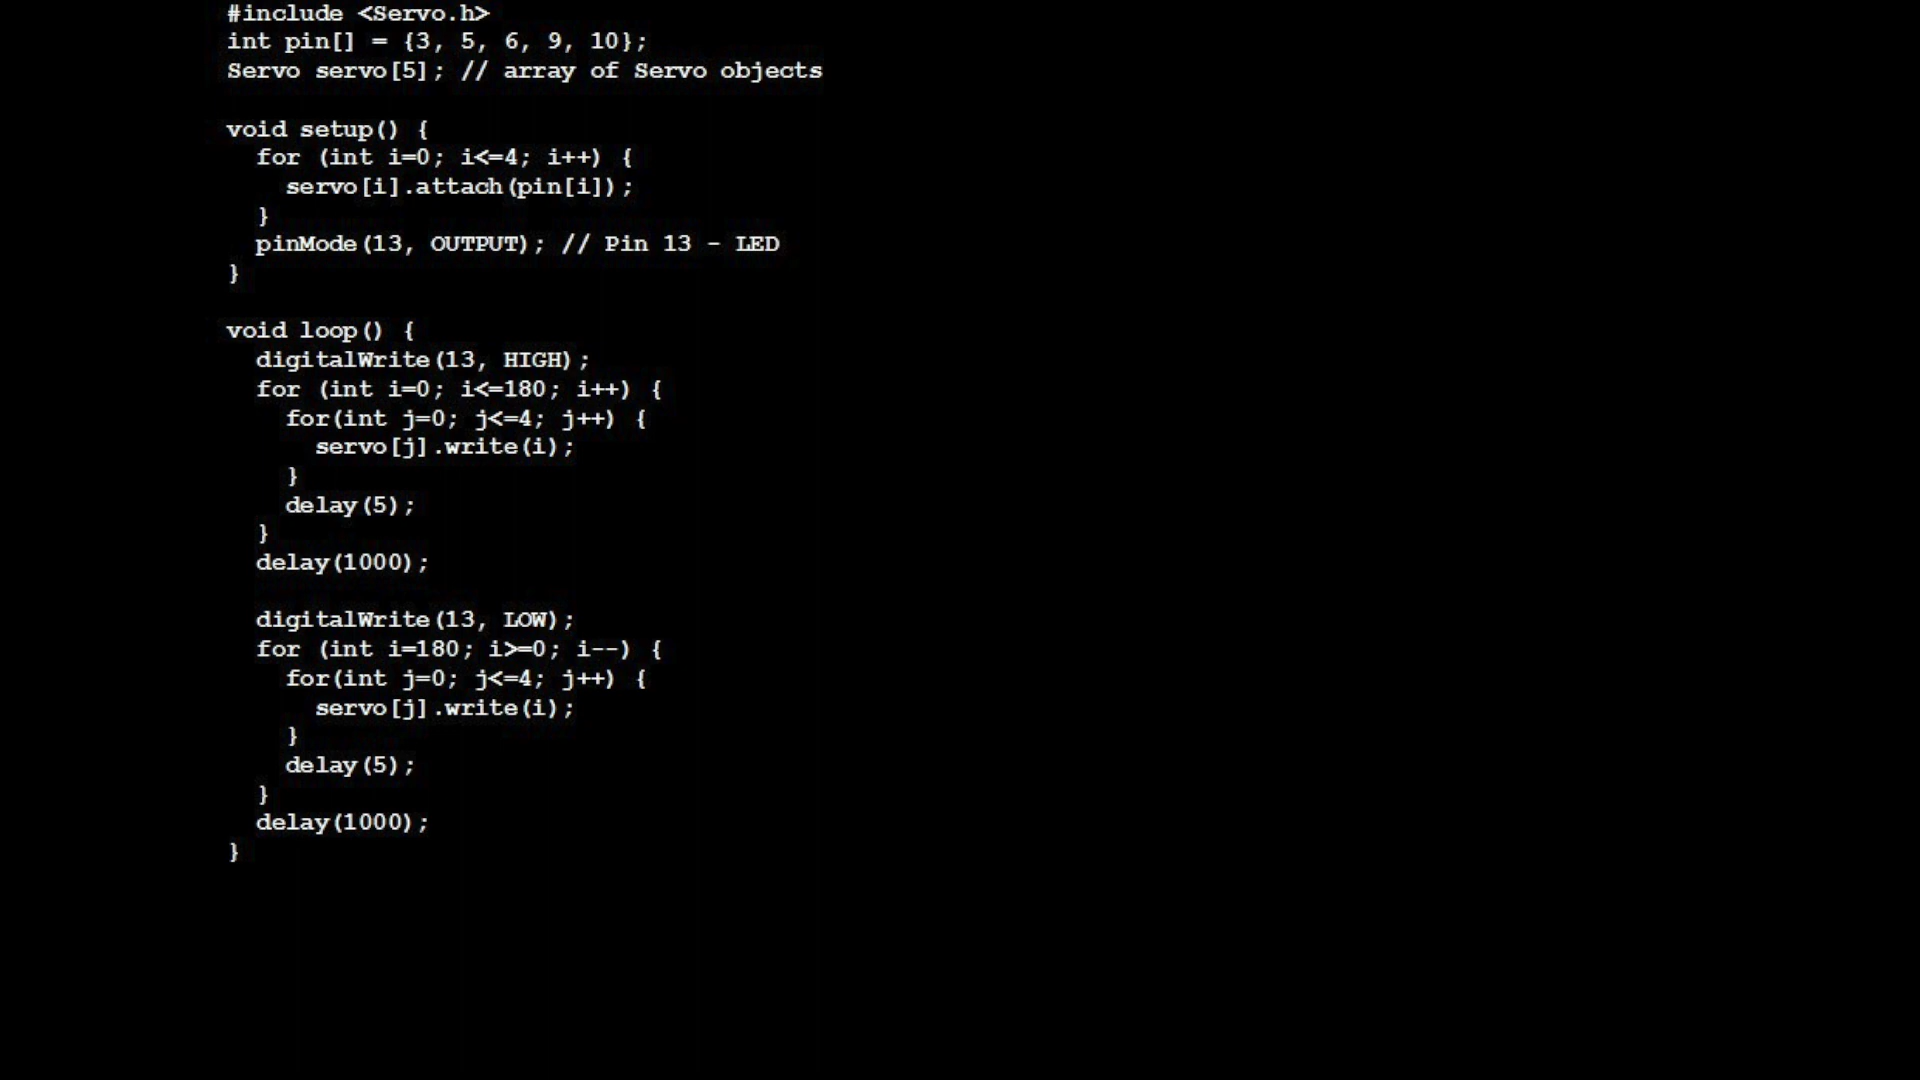 #include <Servo.h>
int pin[] = {3, 5, 6, 9, 10};
Servo servo[5]; // array of Servo objects

void setup() {
  for (int i=0; i<=4; i++) {
    servo[i].attach(pin[i]);
  }
  pinMode(13, OUTPUT); // Pin 13 - LED
}

void loop() {
  digitalWrite(13, HIGH);
  for (int i=0; i<=180; i++) {
    for(int j=0; j<=4; j++) {
      servo[j].write(i);
    }
    delay(5);
  }
  delay(1000);

  digitalWrite(13, LOW);
  for (int i=180; i>=0; i--) {
    for(int j=0; j<=4; j++) {
      servo[j].write(i);
    }
    delay(5);
  }
  delay(1000);
}